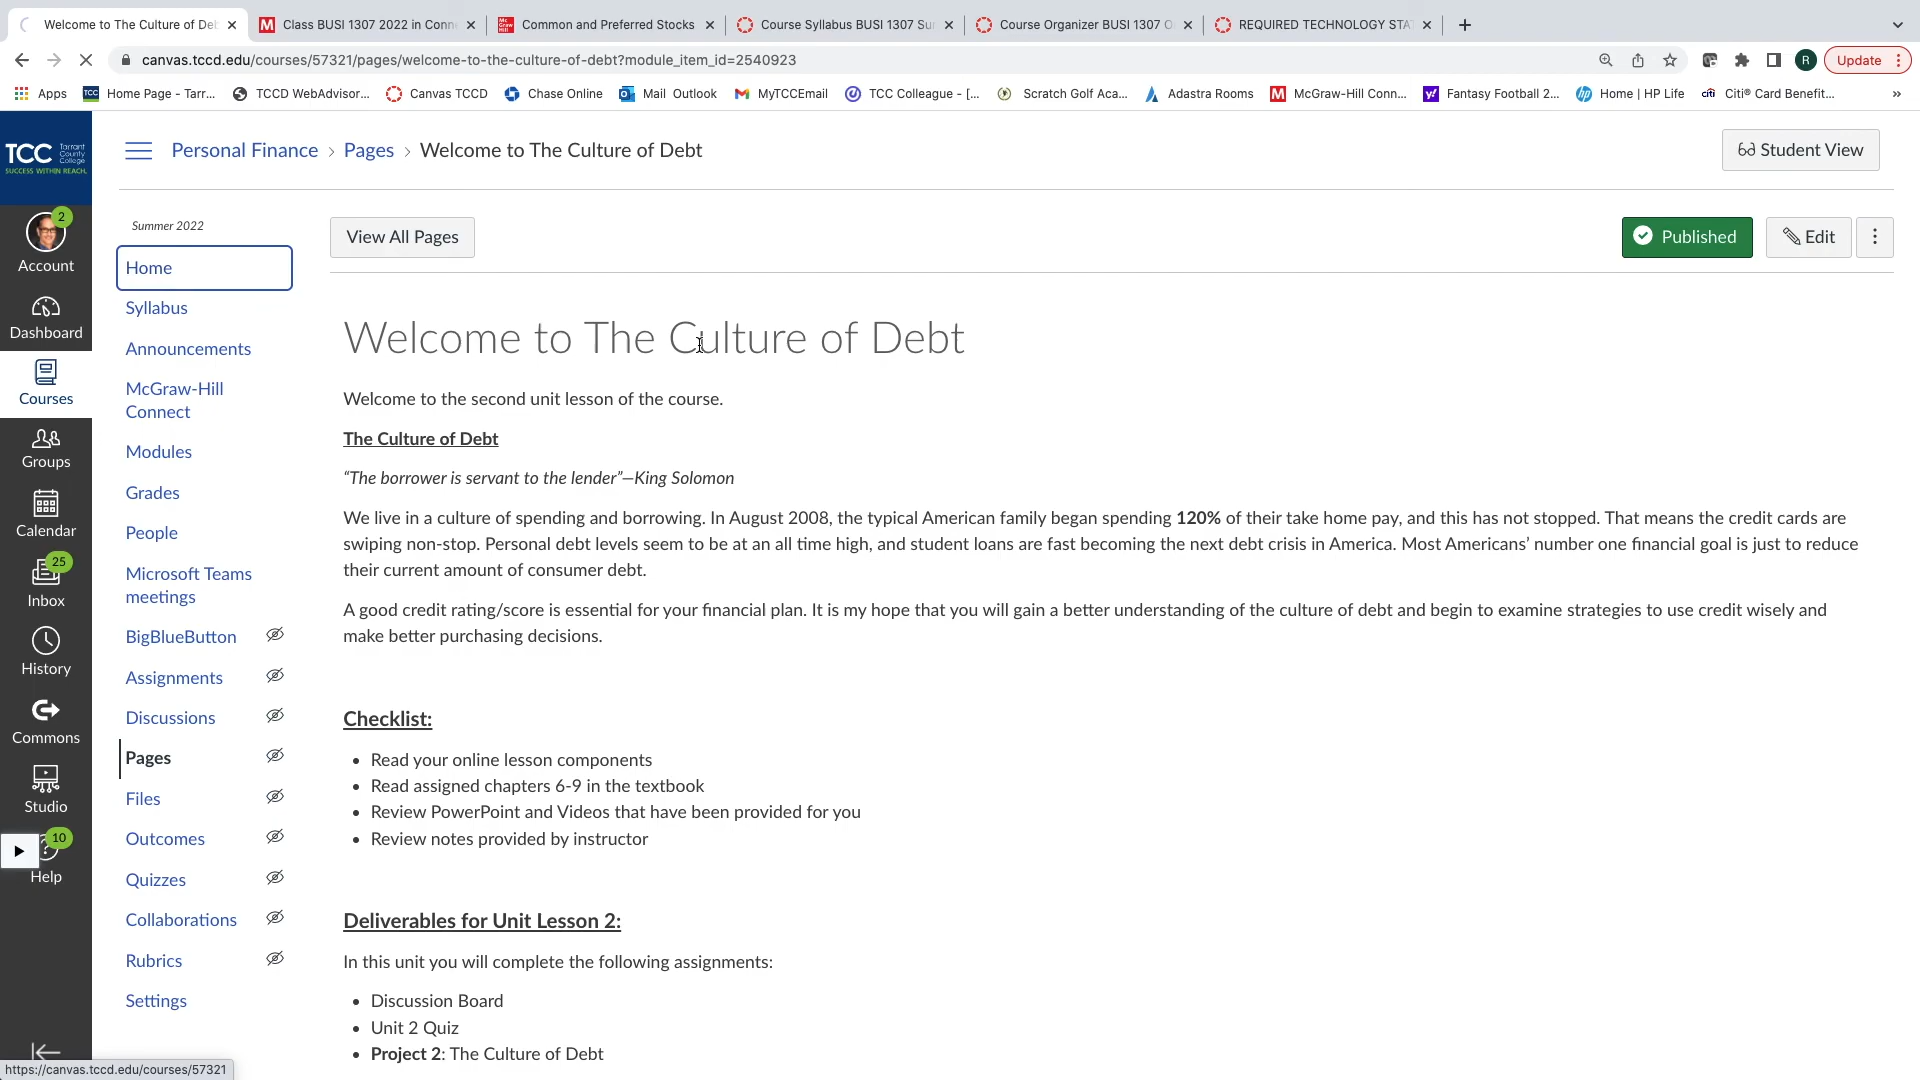 Welcome to The Culture of Deb
Class BUSI 1307 2022 in Conne
Common and Preferred Stocks
Course Syllabus BUSI 1307 Su
Course Organizer BUSI 1307 O
REQUIRED TECHNOLOGY STA
canvas.tccd.edu/courses/57321/pages/welcome-to-the-culture-of-debt?module_item_id=2540923
R
Update
Apps
Home Page - Tarr...
TCCD WebAdvisor...
Canvas TCCD
Chase Online
Mail Outlook
MyTCCEmail
TCC Colleague - [...
Scratch Golf Aca...
Adastra Rooms
McGraw-Hill Conn...
Fantasy Football 2...
Home | HP Life
Citi® Card Benefit...
»
TCC Tarrant County College
SUCCESS WITHIN REACH.
Personal Finance › Pages › Welcome to The Culture of Debt
Student View
2
Account
Dashboard
Courses
Groups
Calendar
25
Inbox
History
Commons
Studio
10
Help
Summer 2022
Home
Syllabus
Announcements
McGraw-Hill
Connect
Modules
Grades
People
Microsoft Teams
meetings
BigBlueButton
Assignments
Discussions
Pages
Files
Outcomes
Quizzes
Collaborations
Rubrics
Settings
View All Pages
Published
Edit
Welcome to The Culture of Debt
Welcome to the second unit lesson of the course.
The Culture of Debt
“The borrower is servant to the lender”—King Solomon
We live in a culture of spending and borrowing. In August 2008, the typical American family began spending 120% of their take home pay, and this has not stopped. That means the credit cards are
swiping non-stop. Personal debt levels seem to be at an all time high, and student loans are fast becoming the next debt crisis in America. Most Americans’ number one financial goal is just to reduce
their current amount of consumer debt.
A good credit rating/score is essential for your financial plan. It is my hope that you will gain a better understanding of the culture of debt and begin to examine strategies to use credit wisely and
make better purchasing decisions.
Checklist:
• Read your online lesson components
• Read assigned chapters 6-9 in the textbook
• Review PowerPoint and Videos that have been provided for you
• Review notes provided by instructor
Deliverables for Unit Lesson 2:
In this unit you will complete the following assignments:
• Discussion Board
• Unit 2 Quiz
• Project 2: The Culture of Debt
https://canvas.tccd.edu/courses/57321